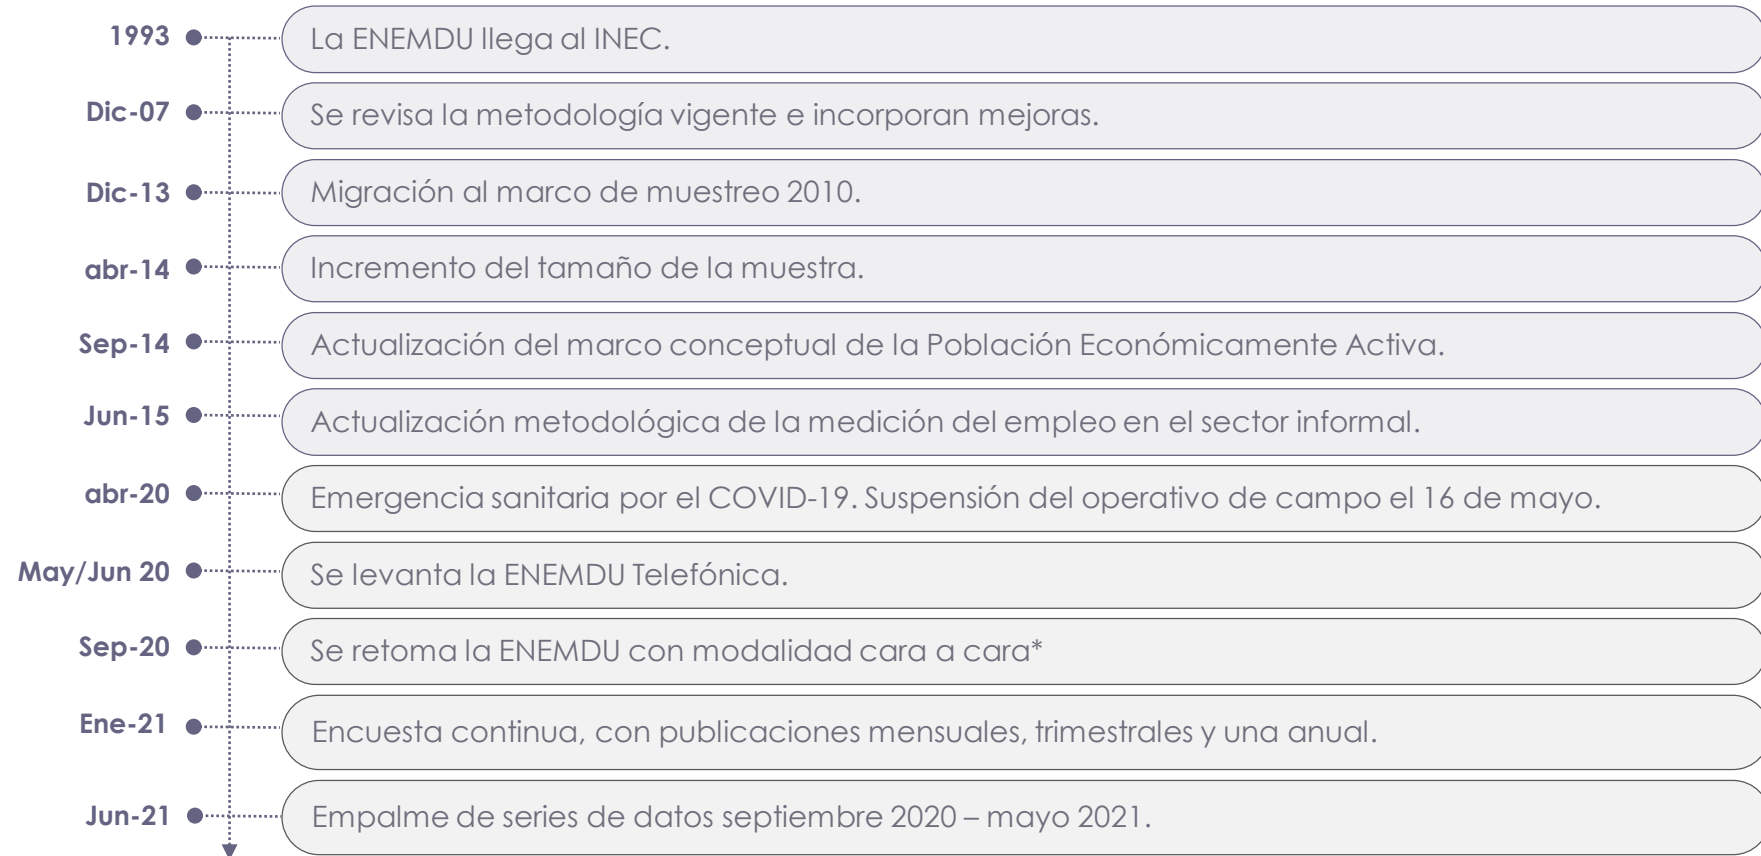 1993 La ENEMDU llega al INEC.
Dic-07 Se revisa la metodología vigente e incorporan mejoras.
Dic-13 Migración al marco de muestreo 2010.
abr-14 Incremento del tamaño de la muestra.
Sep-14 Actualización del marco conceptual de la Población Económicamente Activa.
Jun-15 Actualización metodológica de la medición del empleo en el sector informal.
abr-20 Emergencia sanitaria por el COVID-19. Suspensión del operativo de campo el 16 de mayo.
May/Jun 20 Se levanta la ENEMDU Telefónica.
Sep-20 Se retoma la ENEMDU con modalidad cara a cara*
Ene-21 Encuesta continua, con publicaciones mensuales, trimestrales y una anual.
Jun-21 Empalme de series de datos septiembre 2020 – mayo 2021.